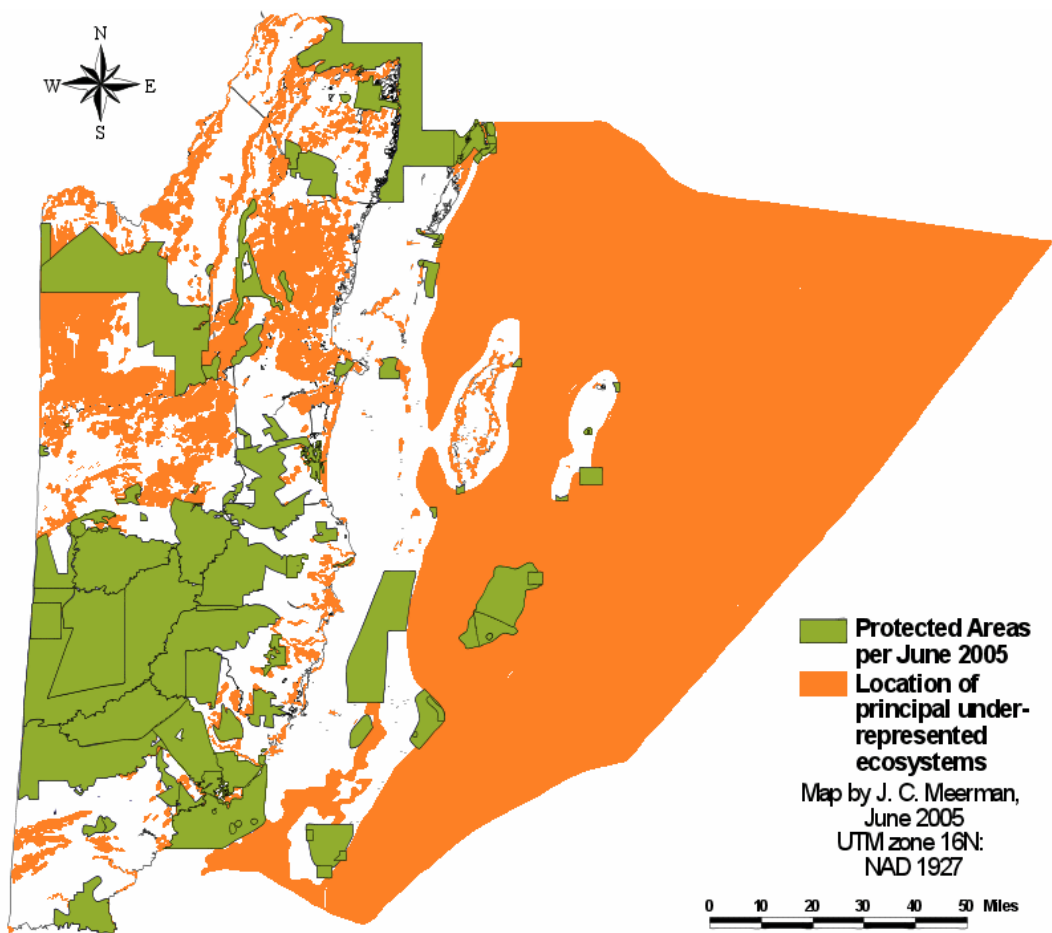 N
W E
S
Protected Areas
per June 2005
Location of
principal under-
represented
ecosystems
Map by J. C. Meerman,
June 2005
UTM zone 16N:
NAD 1927
0 10 20 30 40 50 Miles